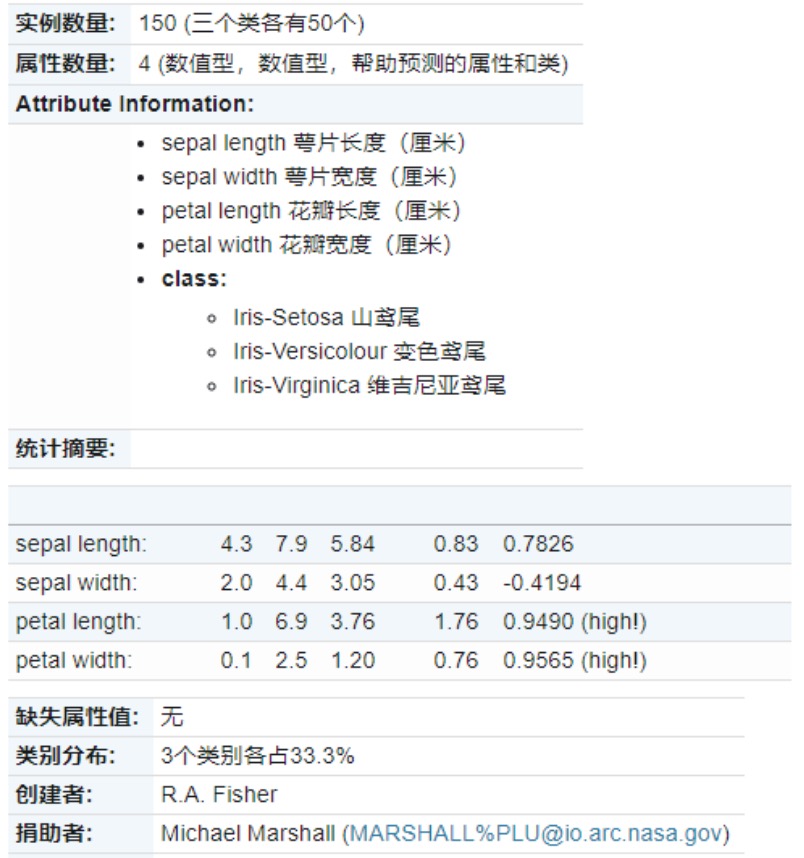 实例数量: 150 (三个类各有50个)
属性数量: 4 (数值型，数值型，帮助预测的属性和类)
Attribute Information:
• sepal length 萼片长度（厘米）
• sepal width 萼片宽度（厘米）
• petal length 花瓣长度（厘米）
• petal width 花瓣宽度（厘米）
• class:
◦ Iris-Setosa 山鸢尾
◦ Iris-Versicolour 变色鸢尾
◦ Iris-Virginica 维吉尼亚鸢尾
统计摘要:
sepal length: 4.3 7.9 5.84 0.83 0.7826
sepal width: 2.0 4.4 3.05 0.43 -0.4194
petal length: 1.0 6.9 3.76 1.76 0.9490 (high!)
petal width: 0.1 2.5 1.20 0.76 0.9565 (high!)
缺失属性值: 无
类别分布: 3个类别各占33.3%
创建者: R.A. Fisher
捐助者: Michael Marshall (MARSHALL%PLU@io.arc.nasa.gov)